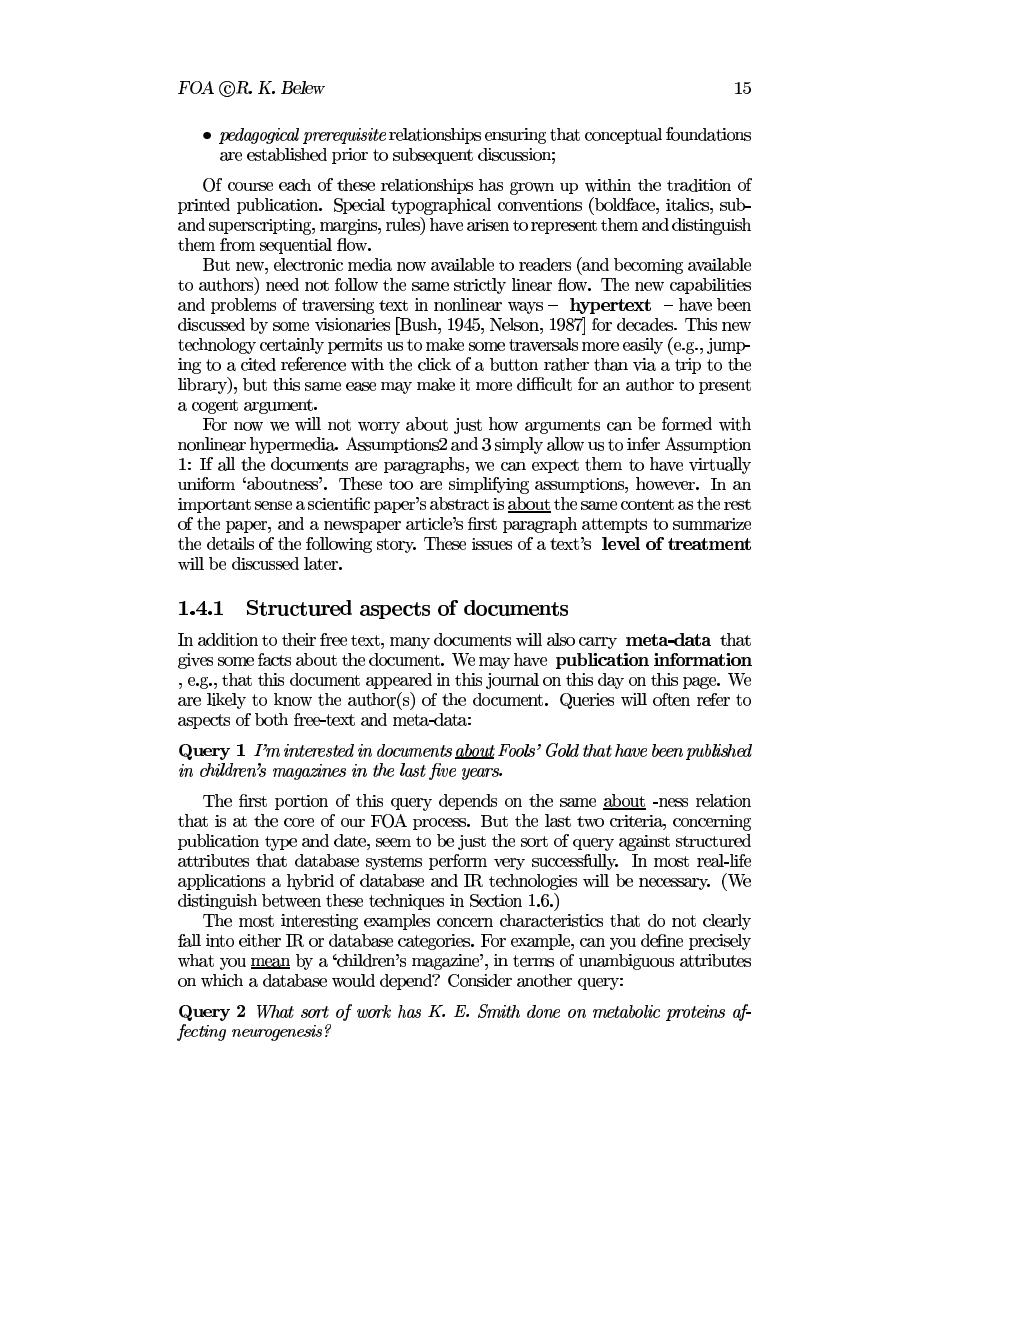 FOA ©R. K. Belew 15
• pedagogical prerequisite relationships ensuring that conceptual foundations
are established prior to subsequent discussion;
Of course each of these relationships has grown up within the tradition of
printed publication. Special typographical conventions (boldface, italics, sub-
and superscripting, margins, rules) have arisen to represent them and distinguish
them from sequential flow.
But new, electronic media now available to readers (and becoming available
to authors) need not follow the same strictly linear flow. The new capabilities
and problems of traversing text in nonlinear ways – hypertext – have been
discussed by some visionaries [Bush, 1945, Nelson, 1987] for decades. This new
technology certainly permits us to make some traversals more easily (e.g., jump-
ing to a cited reference with the click of a button rather than via a trip to the
library), but this same ease may make it more difficult for an author to present
a cogent argument.
For now we will not worry about just how arguments can be formed with
nonlinear hypermedia. Assumptions2 and 3 simply allow us to infer Assumption
1: If all the documents are paragraphs, we can expect them to have virtually
uniform ‘aboutness’. These too are simplifying assumptions, however. In an
important sense a scientific paper’s abstract is about the same content as the rest
of the paper, and a newspaper article’s first paragraph attempts to summarize
the details of the following story. These issues of a text’s level of treatment
will be discussed later.
1.4.1 Structured aspects of documents
In addition to their free text, many documents will also carry meta-data that
gives some facts about the document. We may have publication information
, e.g., that this document appeared in this journal on this day on this page. We
are likely to know the author(s) of the document. Queries will often refer to
aspects of both free-text and meta-data:
Query 1 I’m interested in documents about Fools’ Gold that have been published
in children’s magazines in the last five years.
The first portion of this query depends on the same about -ness relation
that is at the core of our FOA process. But the last two criteria, concerning
publication type and date, seem to be just the sort of query against structured
attributes that database systems perform very successfully. In most real-life
applications a hybrid of database and IR technologies will be necessary. (We
distinguish between these techniques in Section 1.6.)
The most interesting examples concern characteristics that do not clearly
fall into either IR or database categories. For example, can you define precisely
what you mean by a ‘children’s magazine’, in terms of unambiguous attributes
on which a database would depend? Consider another query:
Query 2 What sort of work has K. E. Smith done on metabolic proteins af-
fecting neurogenesis?